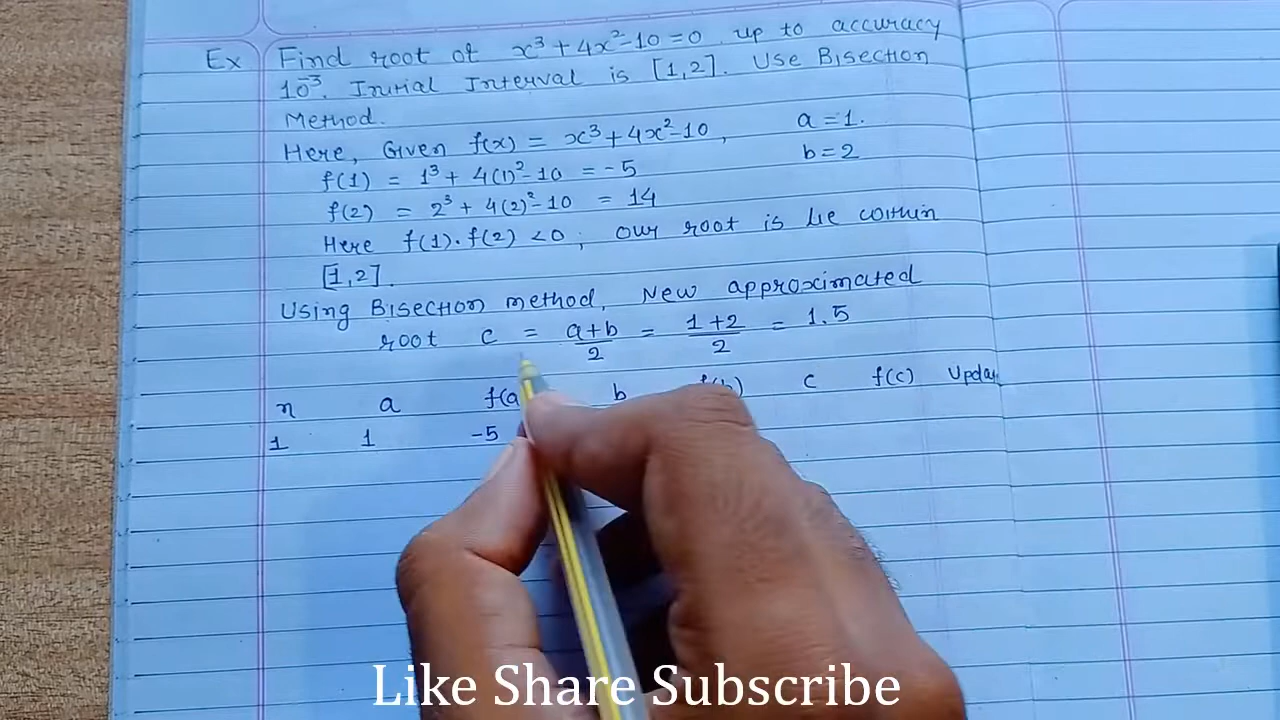 Ex Find root of x³ + 4x² - 10 = 0 up to accuracy
10⁻³. Initial Interval is [1,2]. Use Bisection
Method.
Here, Given f(x) = x³ + 4x² - 10, a = 1.
b = 2
f(1) = 1³ + 4(1)² - 10 = -5
f(2) = 2³ + 4(2)² - 10 = 14
Here f(1). f(2) < 0; our root is lie within
[1,2].
Using Bisection method, New approximated
root c = a+b/2 = 1+2/2 = 1.5
n a f(a b f(b) c f(c) Updat
1 1 -5
Like Share Subscribe